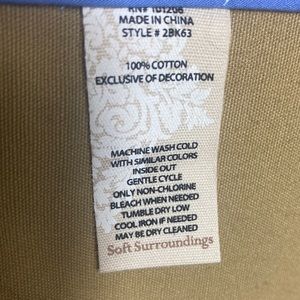 RN# 101206
MADE IN CHINA
STYLE # 2BK63
100% COTTON
EXCLUSIVE OF DECORATION
MACHINE WASH COLD
WITH SIMILAR COLORS
INSIDE OUT
GENTLE CYCLE
ONLY NON-CHLORINE
BLEACH WHEN NEEDED
TUMBLE DRY LOW
COOL IRON IF NEEDED
MAY BE DRY CLEANED
Soft Surroundings